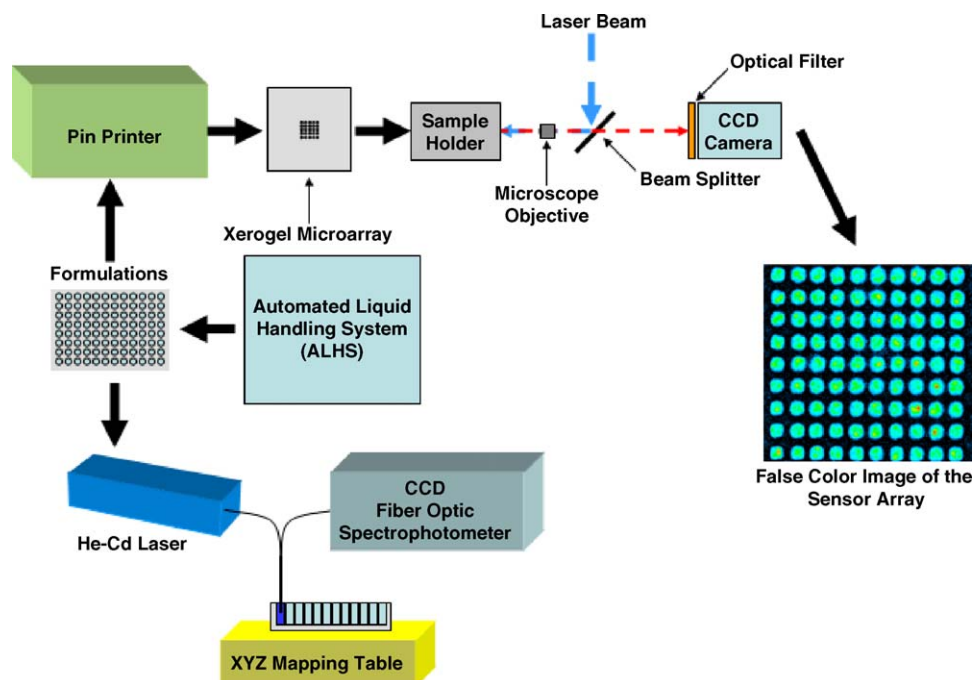 Laser Beam
Optical Filter
Pin Printer
Sample
Holder
CCD
Camera
Beam Splitter
Microscope
Objective
Xerogel Microarray
Formulations
Automated Liquid
Handling System
(ALHS)
False Color Image of the
Sensor Array
CCD
Fiber Optic
Spectrophotometer
He-Cd Laser
XYZ Mapping Table